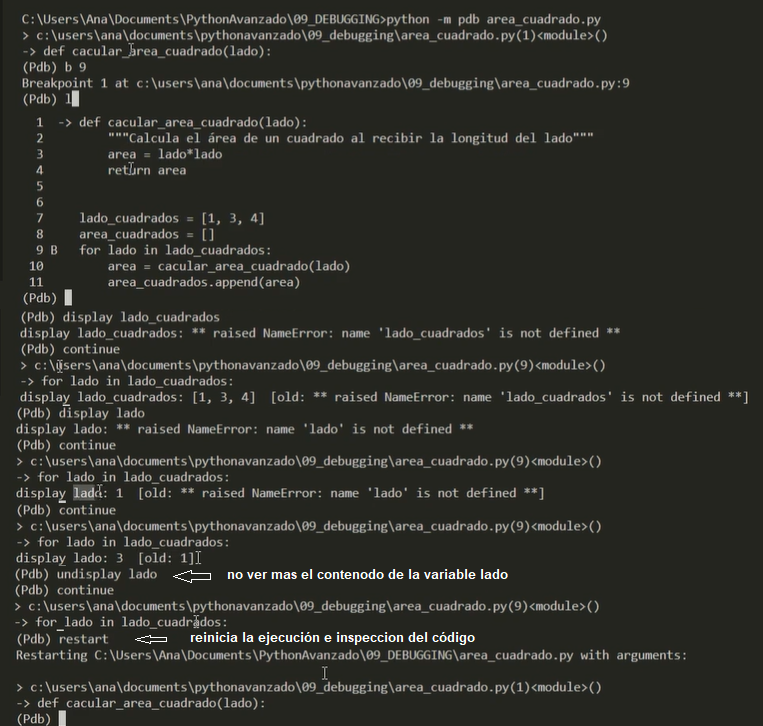 C:\Users\Ana\Documents\PythonAvanzado\09_DEBUGGING>python -m pdb area_cuadrado.py
> c:\users\ana\documents\pythonavanzado\09_debugging\area_cuadrado.py(1)<module>()
-> def cacular_area_cuadrado(lado):
(Pdb) b 9
Breakpoint 1 at c:\users\ana\documents\pythonavanzado\09_debugging\area_cuadrado.py:9
(Pdb) l
1 -> def cacular_area_cuadrado(lado):
2 """Calcula el área de un cuadrado al recibir la longitud del lado"""
3 area = lado*lado
4 return area
5
6
7 lado_cuadrados = [1, 3, 4]
8 area_cuadrados = []
9 B for lado in lado_cuadrados:
10 area = cacular_area_cuadrado(lado)
11 area_cuadrados.append(area)
(Pdb)
(Pdb) display lado_cuadrados
display lado_cuadrados: ** raised NameError: name 'lado_cuadrados' is not defined **
(Pdb) continue
> c:\users\ana\documents\pythonavanzado\09_debugging\area_cuadrado.py(9)<module>()
-> for lado in lado_cuadrados:
display lado_cuadrados: [1, 3, 4] [old: ** raised NameError: name 'lado_cuadrados' is not defined **]
(Pdb) display lado
display lado: ** raised NameError: name 'lado' is not defined **
(Pdb) continue
> c:\users\ana\documents\pythonavanzado\09_debugging\area_cuadrado.py(9)<module>()
-> for lado in lado_cuadrados:
display lado: 1 [old: ** raised NameError: name 'lado' is not defined **]
(Pdb) continue
> c:\users\ana\documents\pythonavanzado\09_debugging\area_cuadrado.py(9)<module>()
-> for lado in lado_cuadrados:
display lado: 3 [old: 1]
(Pdb) undisplay lado no ver mas el contenodo de la variable lado
(Pdb) continue
> c:\users\ana\documents\pythonavanzado\09_debugging\area_cuadrado.py(9)<module>()
-> for lado in lado_cuadrados:
(Pdb) restart reinicia la ejecución e inspeccion del código
Restarting C:\Users\Ana\Documents\PythonAvanzado\09_DEBUGGING\area_cuadrado.py with arguments:
> c:\users\ana\documents\pythonavanzado\09_debugging\area_cuadrado.py(1)<module>()
-> def cacular_area_cuadrado(lado):
(Pdb)